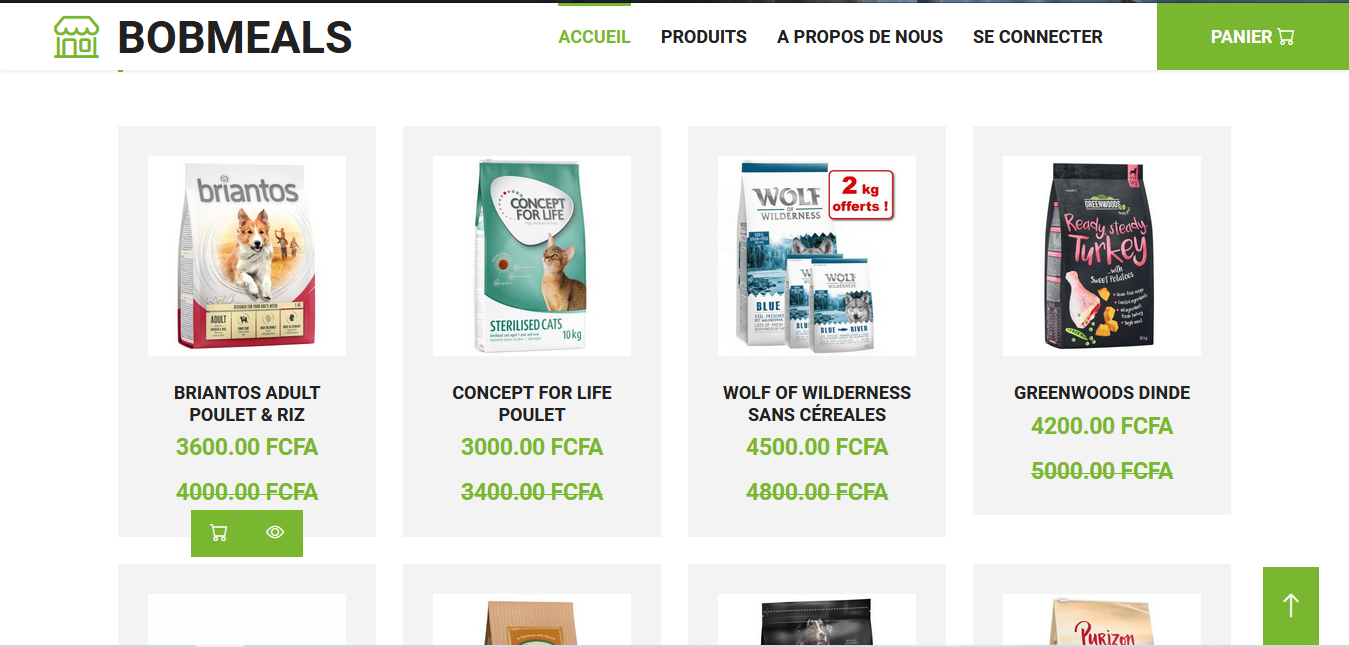 BOBMEALS
ACCUEIL
PRODUITS
A PROPOS DE NOUS
SE CONNECTER
PANIER
briantos
ADULT
CONCEPT
FOR LIFE
STERILISED CATS
10 kg
WOLF
OF
WILDERNESS
2 kg
offerts !
BLUE
WOLF
WILDERNESS
BLUE RIVER
GREENWOODS
Ready steady
Turkey
with
Sweet Potatoes
BRIANTOS ADULT
POULET & RIZ
3600.00 FCFA
4000.00 FCFA
CONCEPT FOR LIFE
POULET
3000.00 FCFA
3400.00 FCFA
WOLF OF WILDERNESS
SANS CÉREALES
4500.00 FCFA
4800.00 FCFA
GREENWOODS DINDE
4200.00 FCFA
5000.00 FCFA
PURIZON